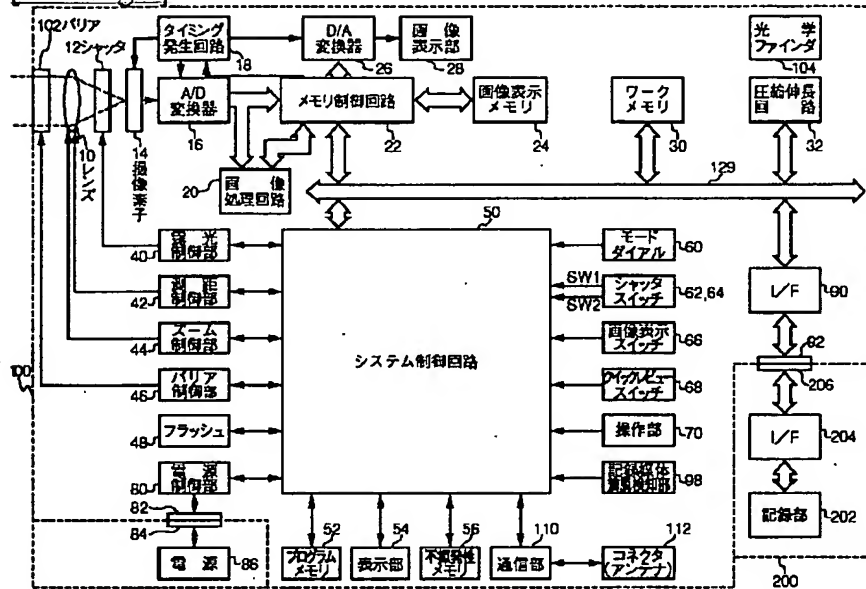 102バリア
12シャッタ
タイミング
発生回路
18
D/A
変換器
26
画像
表示部
28
光学
ファインダ
104
10レンズ
14撮像素子
A/D
変換器
16
メモリ制御回路
22
画像表示
メモリ
24
ワーク
メモリ
30
圧縮伸長
回路
32
20
画像
処理回路
129
50
システム制御回路
露光
制御部
40
測距
制御部
42
ズーム
制御部
44
バリア
制御部
46
フラッシュ
48
電源
制御部
80
82
84
電源
86
100
モード
ダイアル
60
SW1
SW2
シャッタ
スイッチ
62,64
画像表示
スイッチ
66
クイックレビュー
スイッチ
68
操作部
70
記録媒体
着脱検知部
98
I/F
90
92
206
I/F
204
記録部
202
200
52
プログラム
メモリ
54
表示部
56
不揮発性
メモリ
110
通信部
112
コネクタ
(アンテナ)